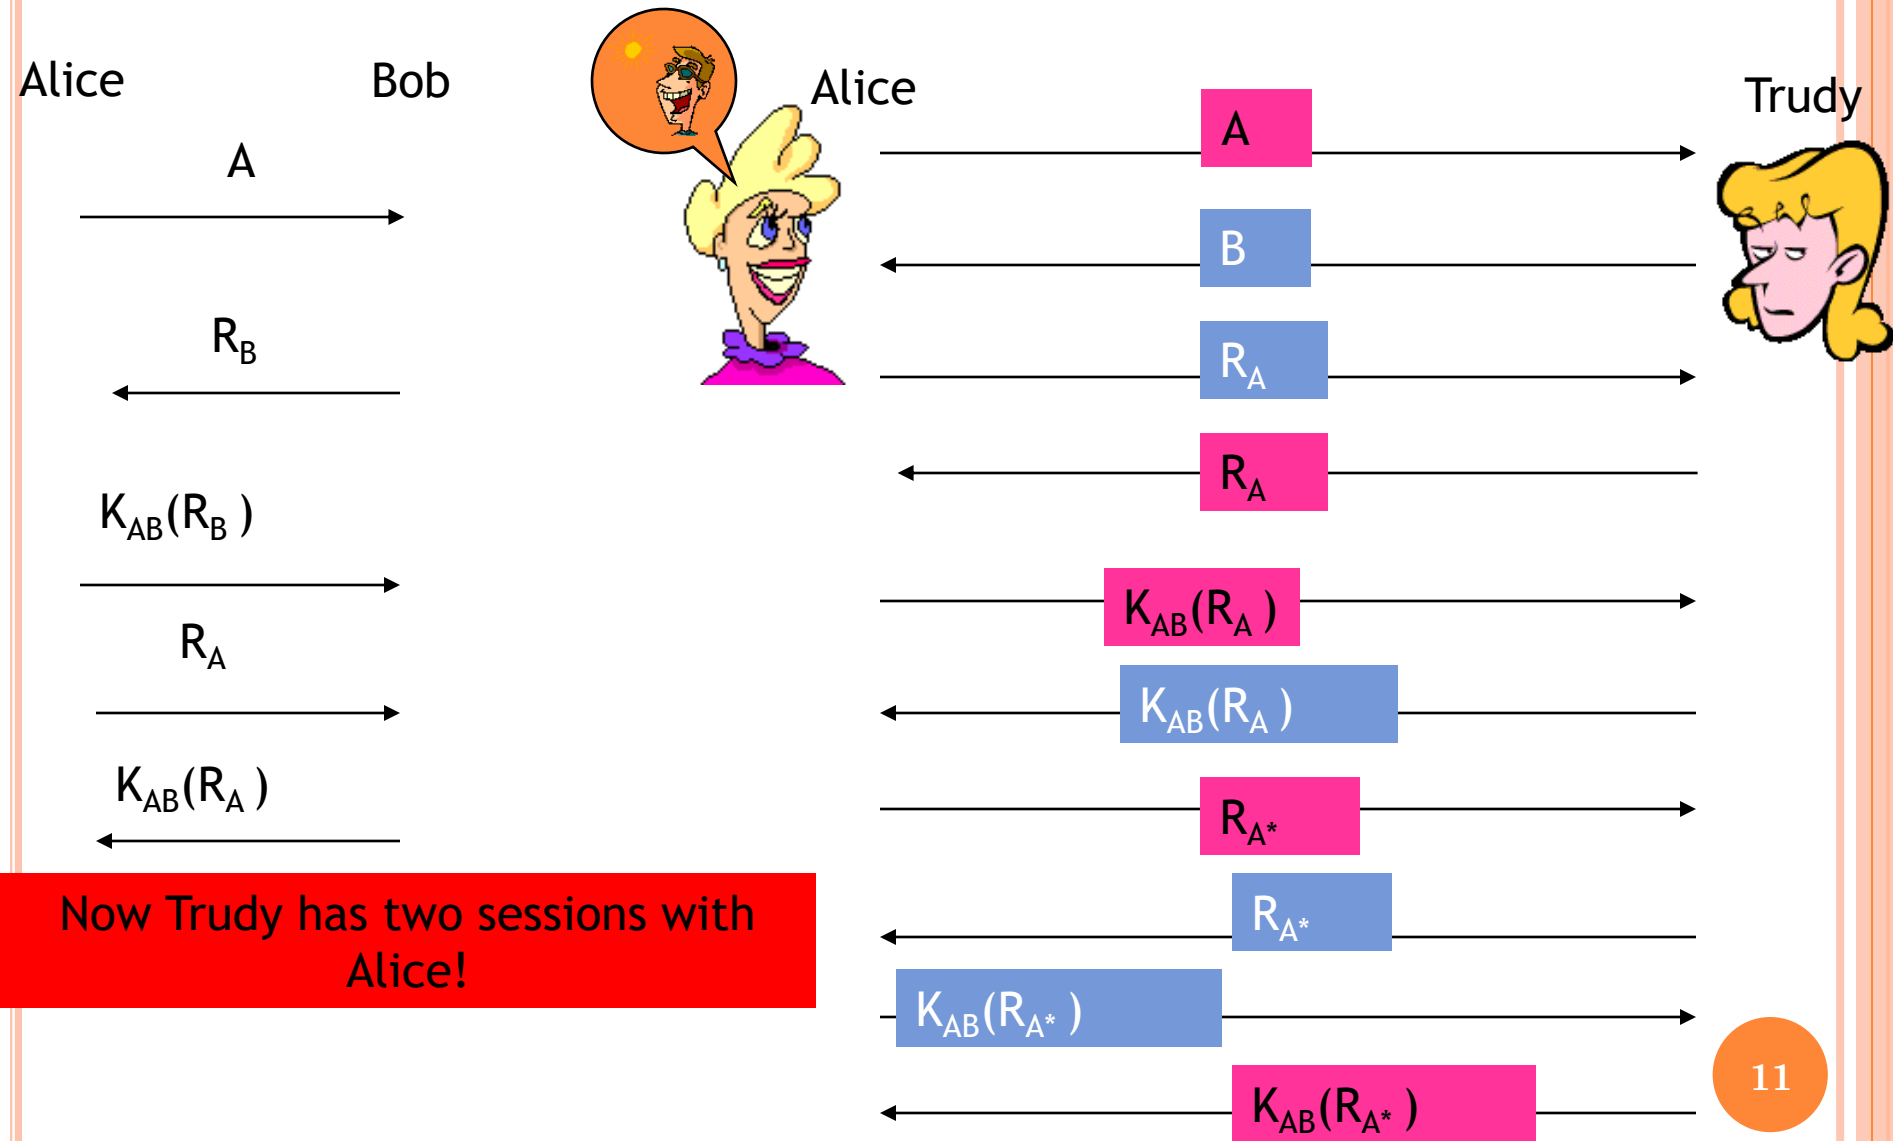 Alice
Bob
A
R_B
K_AB(R_B )
R_A
K_AB(R_A )
Now Trudy has two sessions with
Alice!
Alice
Trudy
A
B
R_A
R_A
K_AB(R_A )
K_AB(R_A )
R_A*
R_A*
K_AB(R_A* )
K_AB(R_A* )
11